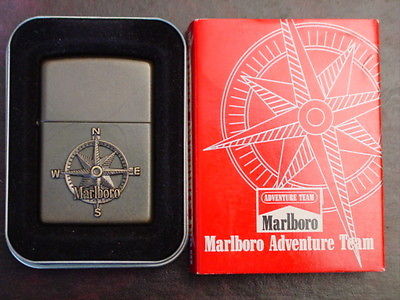 N
W E
Marlboro
S
ADVENTURE TEAM
Marlboro
Marlboro Adventure Team